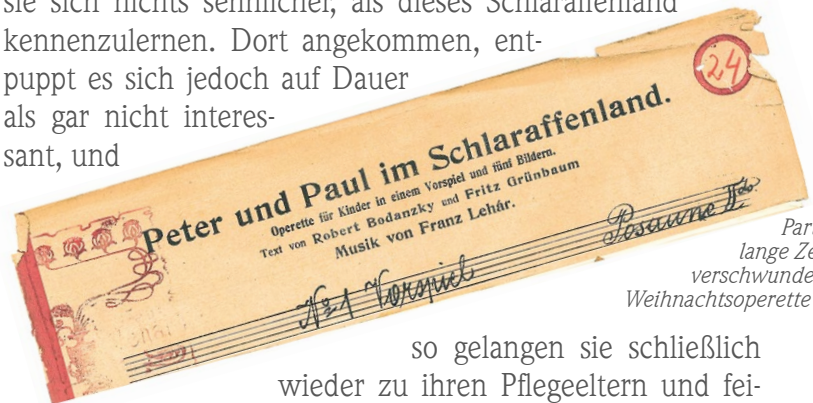 sie sich nichts sehnlicher, als dieses Schlaraffenland
kennenzulernen. Dort angekommen, ent-
puppt es sich jedoch auf Dauer
als gar nicht interes-
sant, und
24
Peter und Paul im Schlaraffenland.
Operette für Kinder in einem Vorspiel und fünf Bildern.
Text von Robert Bodanzky und Fritz Grünbaum
Musik von Franz Lehár.
Posaune II
No 1 Vorspiel
lange
verschwunde
Weihnachtsoperette
so gelangen sie schließlich
wieder zu ihren Pflegeeltern und fei-